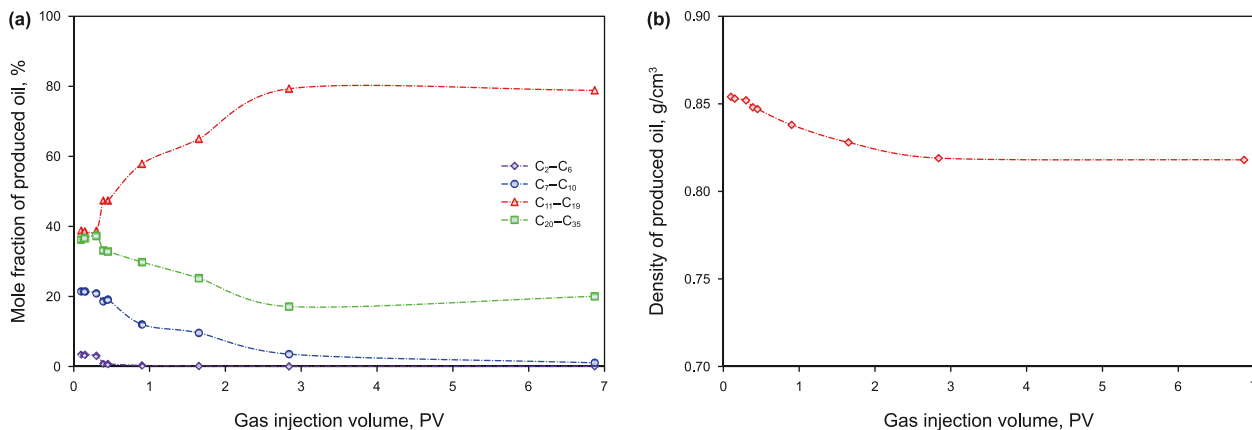 (a)
100
80
60
40
20
0
Mole fraction of produced oil, %
C₂–C₆
C₇–C₁₀
C₁₁–C₁₉
C₂₀–C₃₅
0 1 2 3 4 5 6 7
Gas injection volume, PV
(b)
0.90
0.85
0.80
0.75
0.70
Density of produced oil, g/cm³
0 1 2 3 4 5 6
Gas injection volume, PV